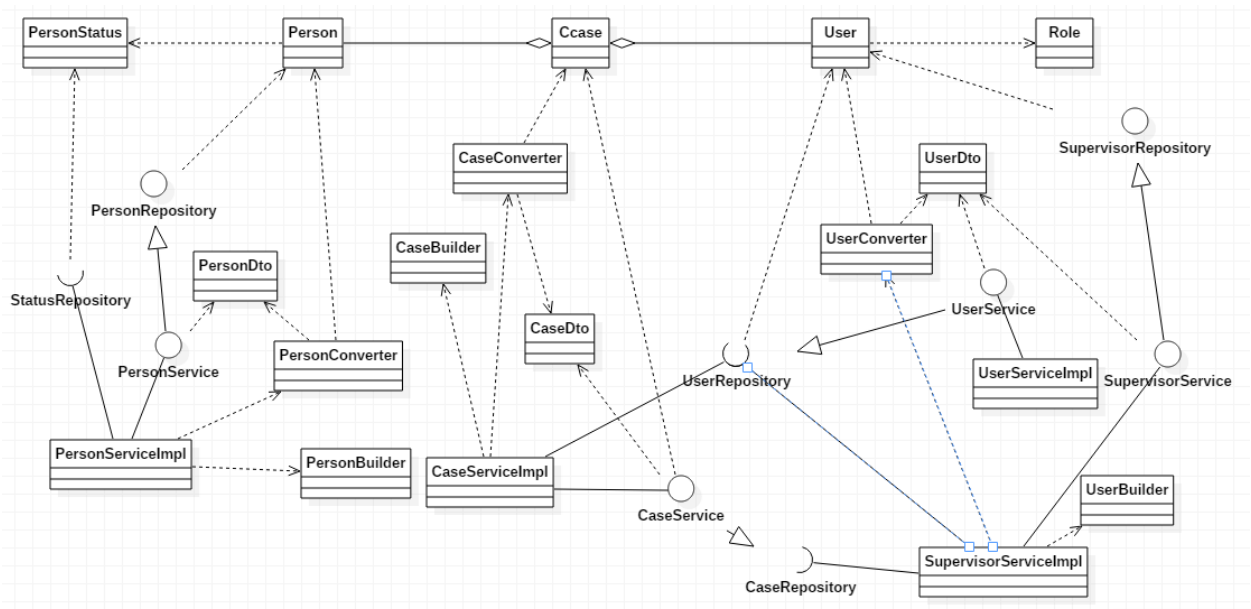 PersonStatus
Person
Ccase
User
Role
SupervisorRepository
CaseConverter
UserDto
PersonRepository
UserConverter
CaseBuilder
PersonDto
StatusRepository
UserService
CaseDto
PersonConverter
PersonService
UserRepository
UserServiceImpl
SupervisorService
PersonServiceImpl
PersonBuilder
CaseServiceImpl
UserBuilder
CaseService
SupervisorServiceImpl
CaseRepository